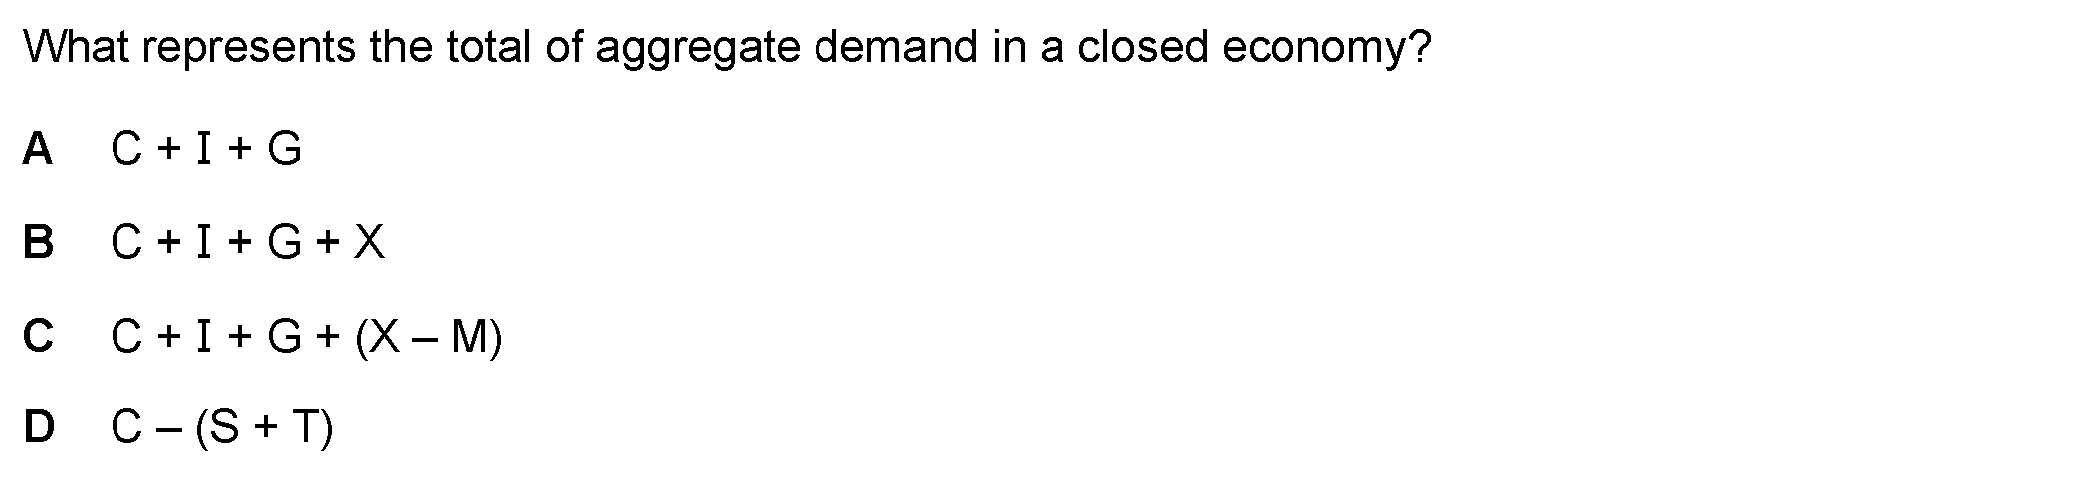 What represents the total of aggregate demand in a closed economy?
A C + I + G
B C + I + G + X
C C + I + G + (X – M)
D C – (S + T)